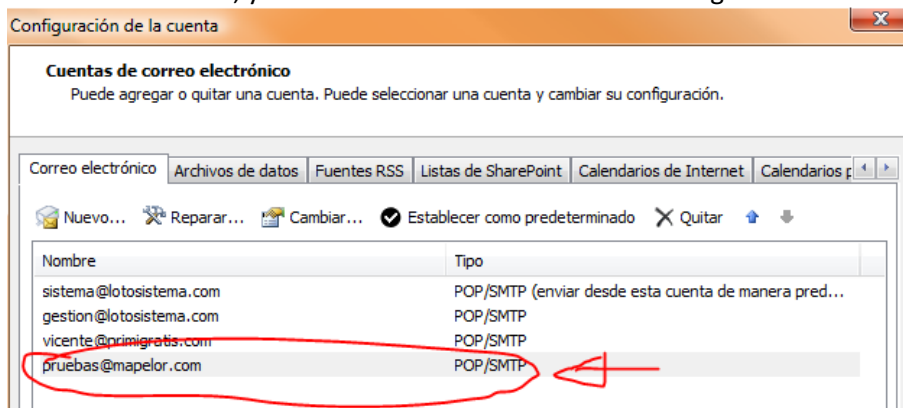 Configuración de la cuenta
Cuentas de correo electrónico
Puede agregar o quitar una cuenta. Puede seleccionar una cuenta y cambiar su configuración.
Correo electrónico Archivos de datos Fuentes RSS Listas de SharePoint Calendarios de Internet Calendarios
Nuevo... Reparar... Cambiar... Establecer como predeterminado Quitar
Nombre Tipo
sistema@lotosistema.com POP/SMTP (enviar desde esta cuenta de manera pred...
gestion@lotosistema.com POP/SMTP
vicente@primigratis.com POP/SMTP
pruebas@mapelor.com POP/SMTP